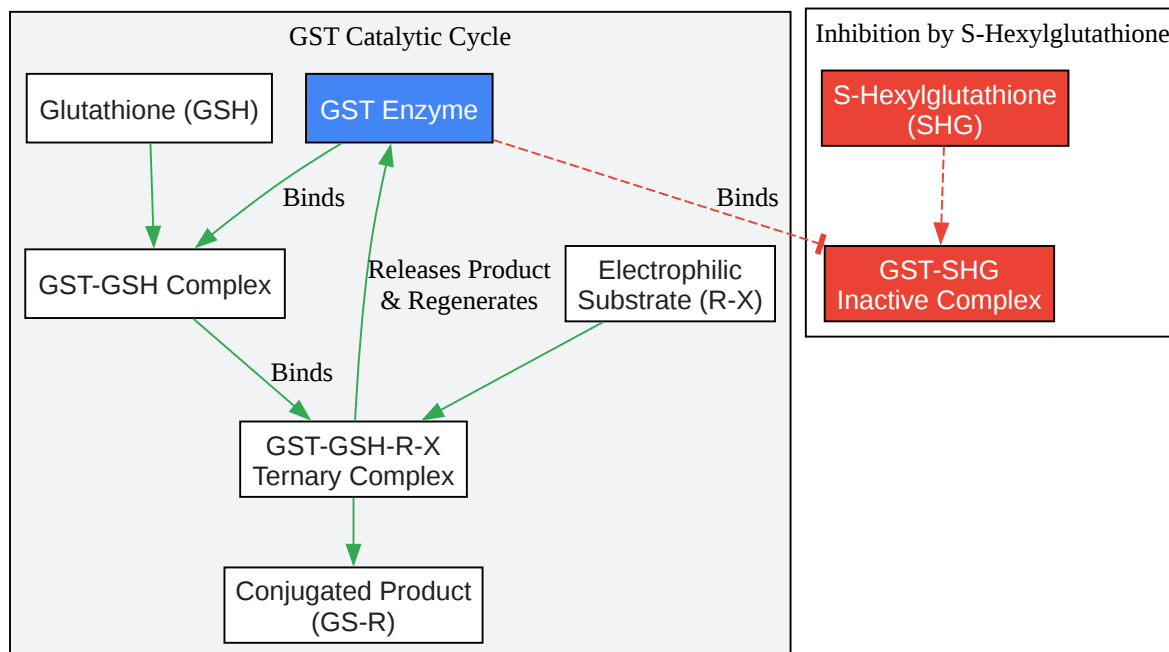 GST Catalytic Cycle
Inhibition by S-Hexylglutathione
Glutathione (GSH)
GST Enzyme
S-Hexylglutathione
(SHG)
Binds
Binds
GST-GSH Complex
Releases Product
& Regenerates
Electrophilic
Substrate (R-X)
GST-SHG
Inactive Complex
Binds
GST-GSH-R-X
Ternary Complex
Conjugated Product
(GS-R)